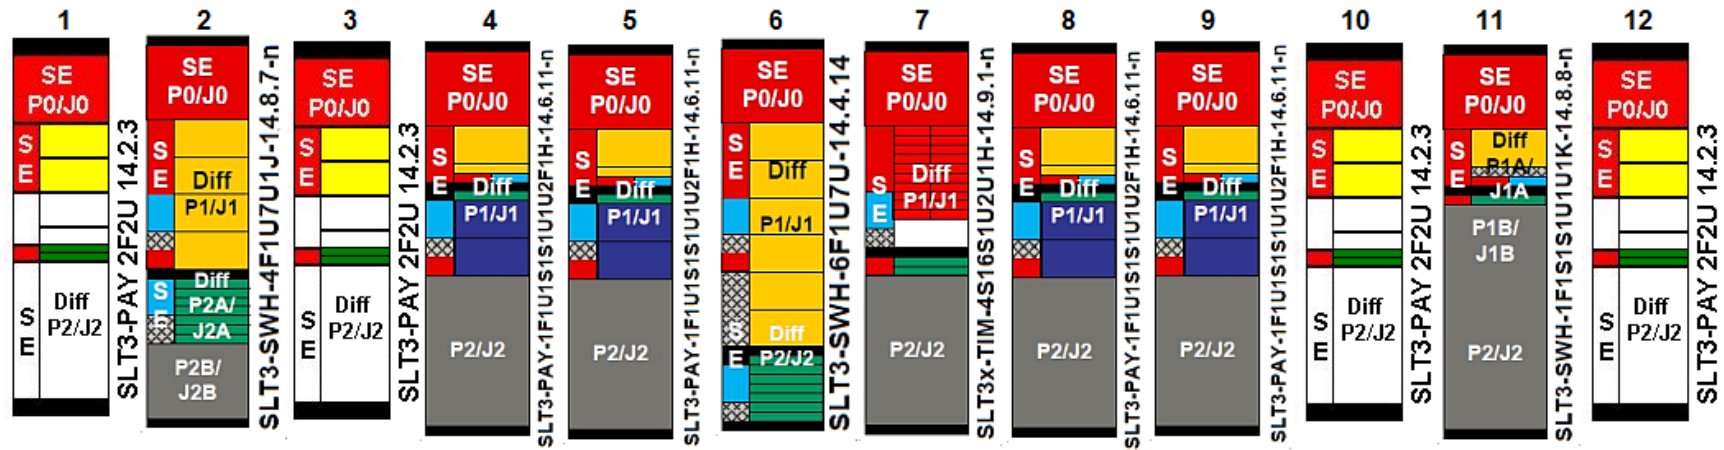 1 2 3 4 5 6 7 8 9 10 11 12
SE
P0/J0
S
E
S
E
Diff
P2/J2
SLT3-PAY 2F2U 14.2.3
SE
P0/J0
S
E
Diff
P1/J1
S
E
Diff
P2A/
J2A
P2B/
J2B
SLT3-SWH-4F1U7U1J-14.8.7-n
SE
P0/J0
S
E
S
E
Diff
P2/J2
SLT3-PAY 2F2U 14.2.3
SE
P0/J0
S
E
Diff
P1/J1
P2/J2
SLT3-PAY-1F1U1S1S1U1U2F1H-14.6.11-n
SE
P0/J0
S
E
Diff
P1/J1
P2/J2
SLT3-PAY-1F1U1S1S1U1U2F1H-14.6.11-n
SE
P0/J0
S
E
Diff
P1/J1
S
E
Diff
P2/J2
SLT3-SWH-6F1U7U-14.4.14
SE
P0/J0
S
E
Diff
P1/J1
P2/J2
SLT3x-TIM-4S16S1U2U1H-14.9.1-n
SE
P0/J0
S
E
Diff
P1/J1
P2/J2
SLT3-PAY-1F1U1S1S1U1U2F1H-14.6.11-n
SE
P0/J0
S
E
Diff
P1/J1
P2/J2
SLT3-PAY-1F1U1S1S1U1U2F1H-14.6.11-n
SE
P0/J0
S
E
S
E
Diff
P2/J2
SLT3-PAY 2F2U 14.2.3
SE
P0/J0
S
E
Diff
P1A/
J1A
P1B/
J1B
P2/J2
SLT3-SWH-1F1S1S1U1U1K-14.8.8-n
SE
P0/J0
S
E
S
E
Diff
P2/J2
SLT3-PAY 2F2U 14.2.3